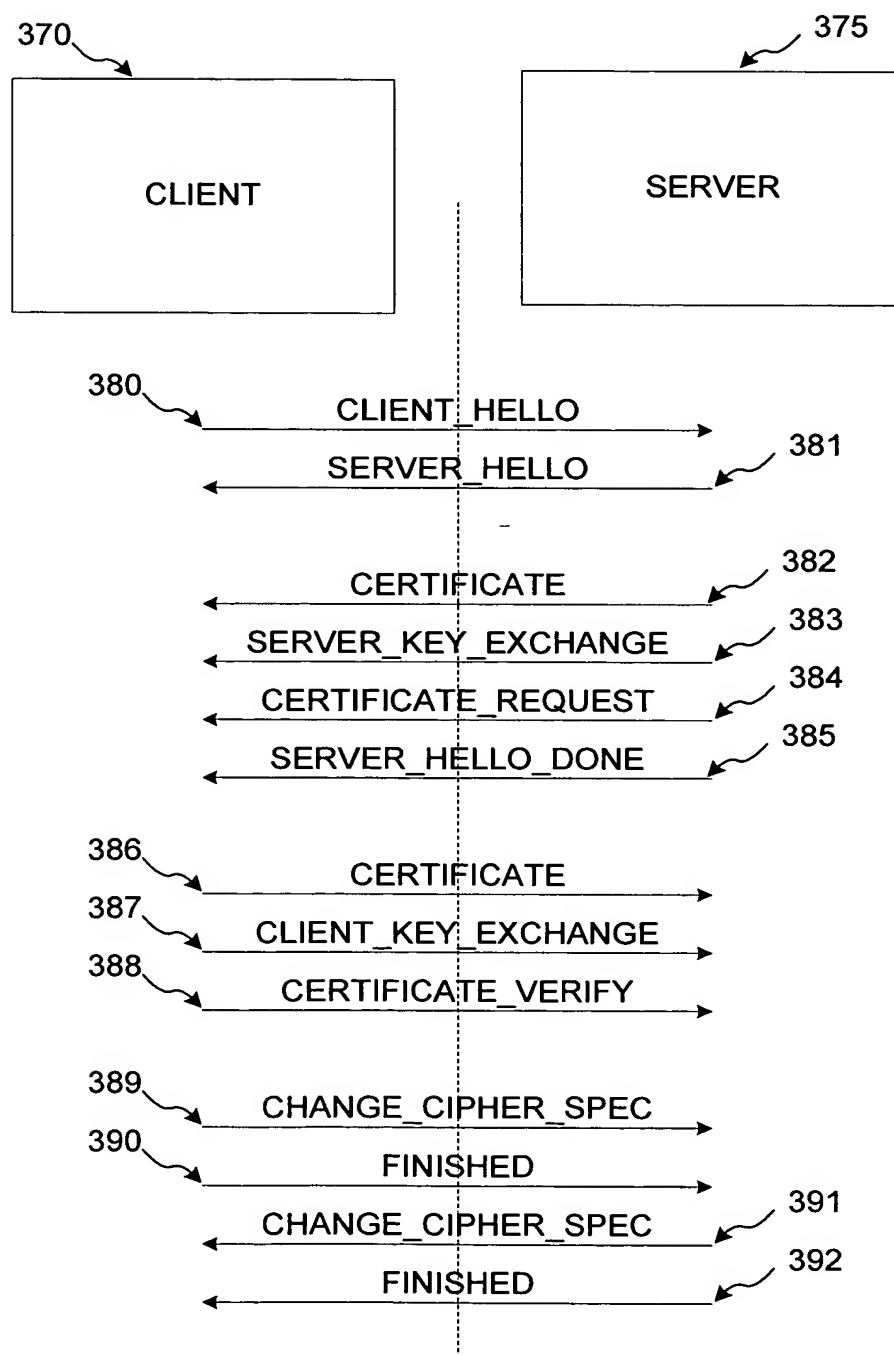 370
375
CLIENT
SERVER
380
CLIENT_HELLO
SERVER_HELLO
381
CERTIFICATE
382
SERVER_KEY_EXCHANGE
383
CERTIFICATE_REQUEST
384
SERVER_HELLO_DONE
385
386
CERTIFICATE
387
CLIENT_KEY_EXCHANGE
388
CERTIFICATE_VERIFY
389
CHANGE_CIPHER_SPEC
390
FINISHED
CHANGE_CIPHER_SPEC
391
FINISHED
392